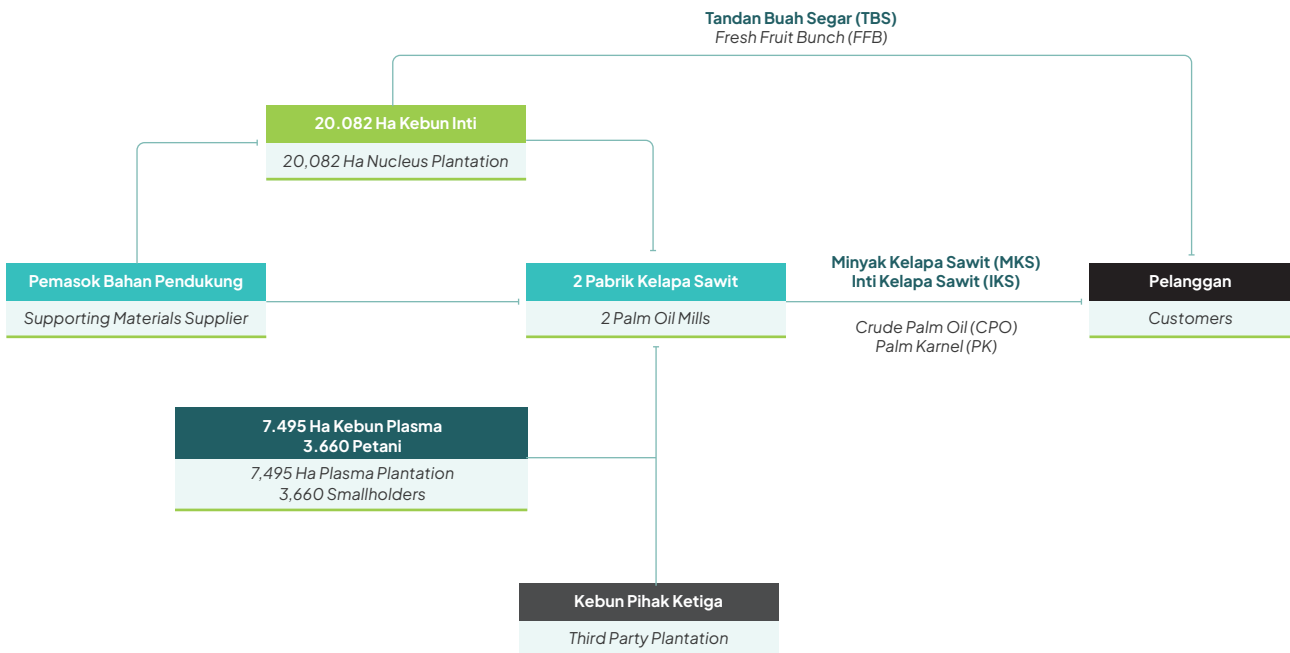 Tandan Buah Segar (TBS)
Fresh Fruit Bunch (FFB)
20.082 Ha Kebun Inti
20,082 Ha Nucleus Plantation
Pemasok Bahan Pendukung
Supporting Materials Supplier
2 Pabrik Kelapa Sawit
2 Palm Oil Mills
Minyak Kelapa Sawit (MKS)
Inti Kelapa Sawit (IKS)
Crude Palm Oil (CPO)
Palm Karnel (PK)
Pelanggan
Customers
7.495 Ha Kebun Plasma
3.660 Petani
7,495 Ha Plasma Plantation
3,660 Smallholders
Kebun Pihak Ketiga
Third Party Plantation